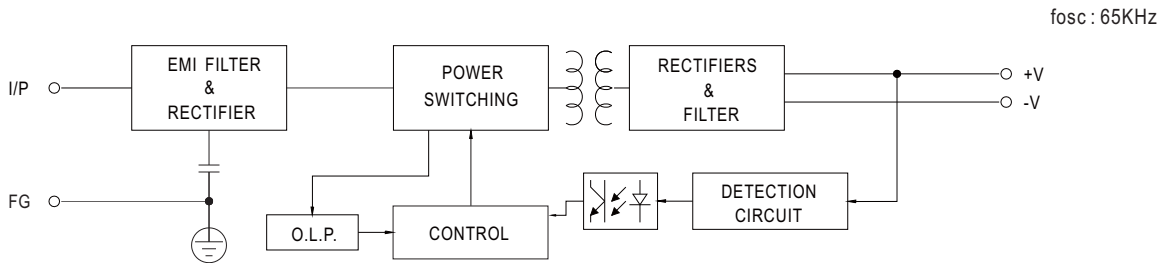 fosc : 65KHz
EMI FILTER
&
RECTIFIER
POWER
SWITCHING
RECTIFIERS
&
FILTER
I/P
+V
-V
FG
O.L.P.
CONTROL
DETECTION
CIRCUIT